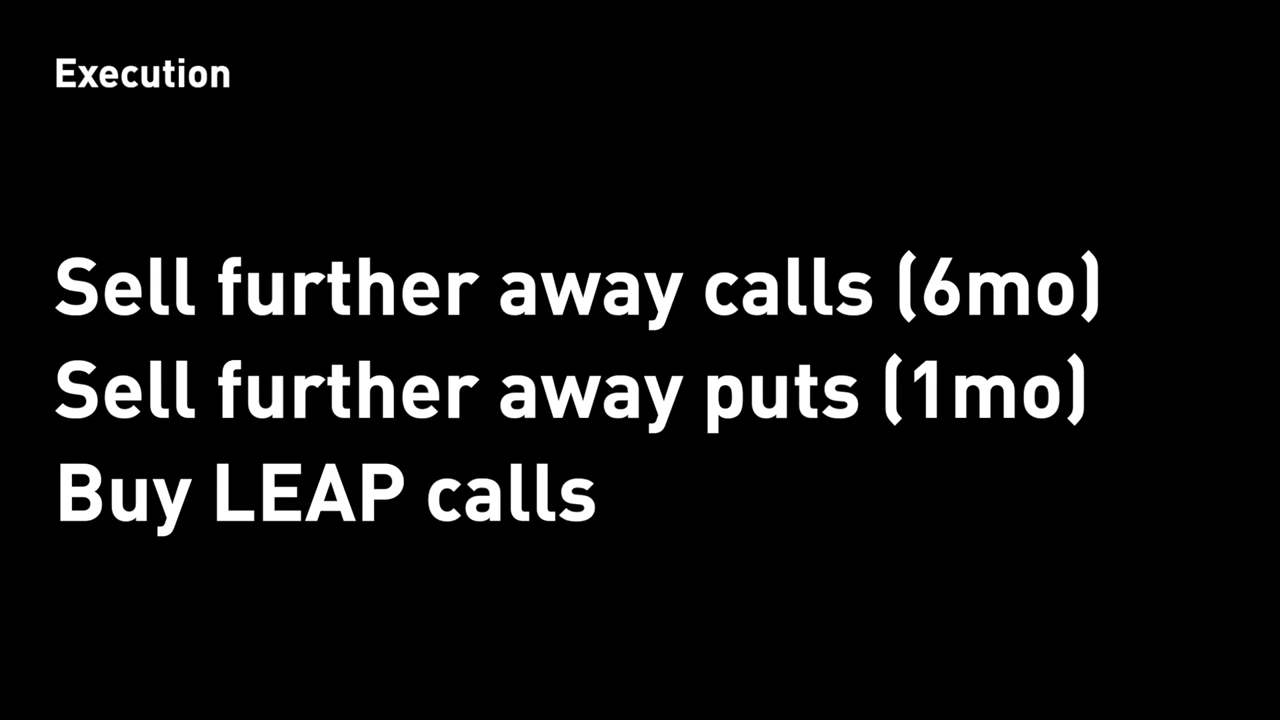 Execution
Sell further away calls (6mo)
Sell further away puts (1mo)
Buy LEAP calls